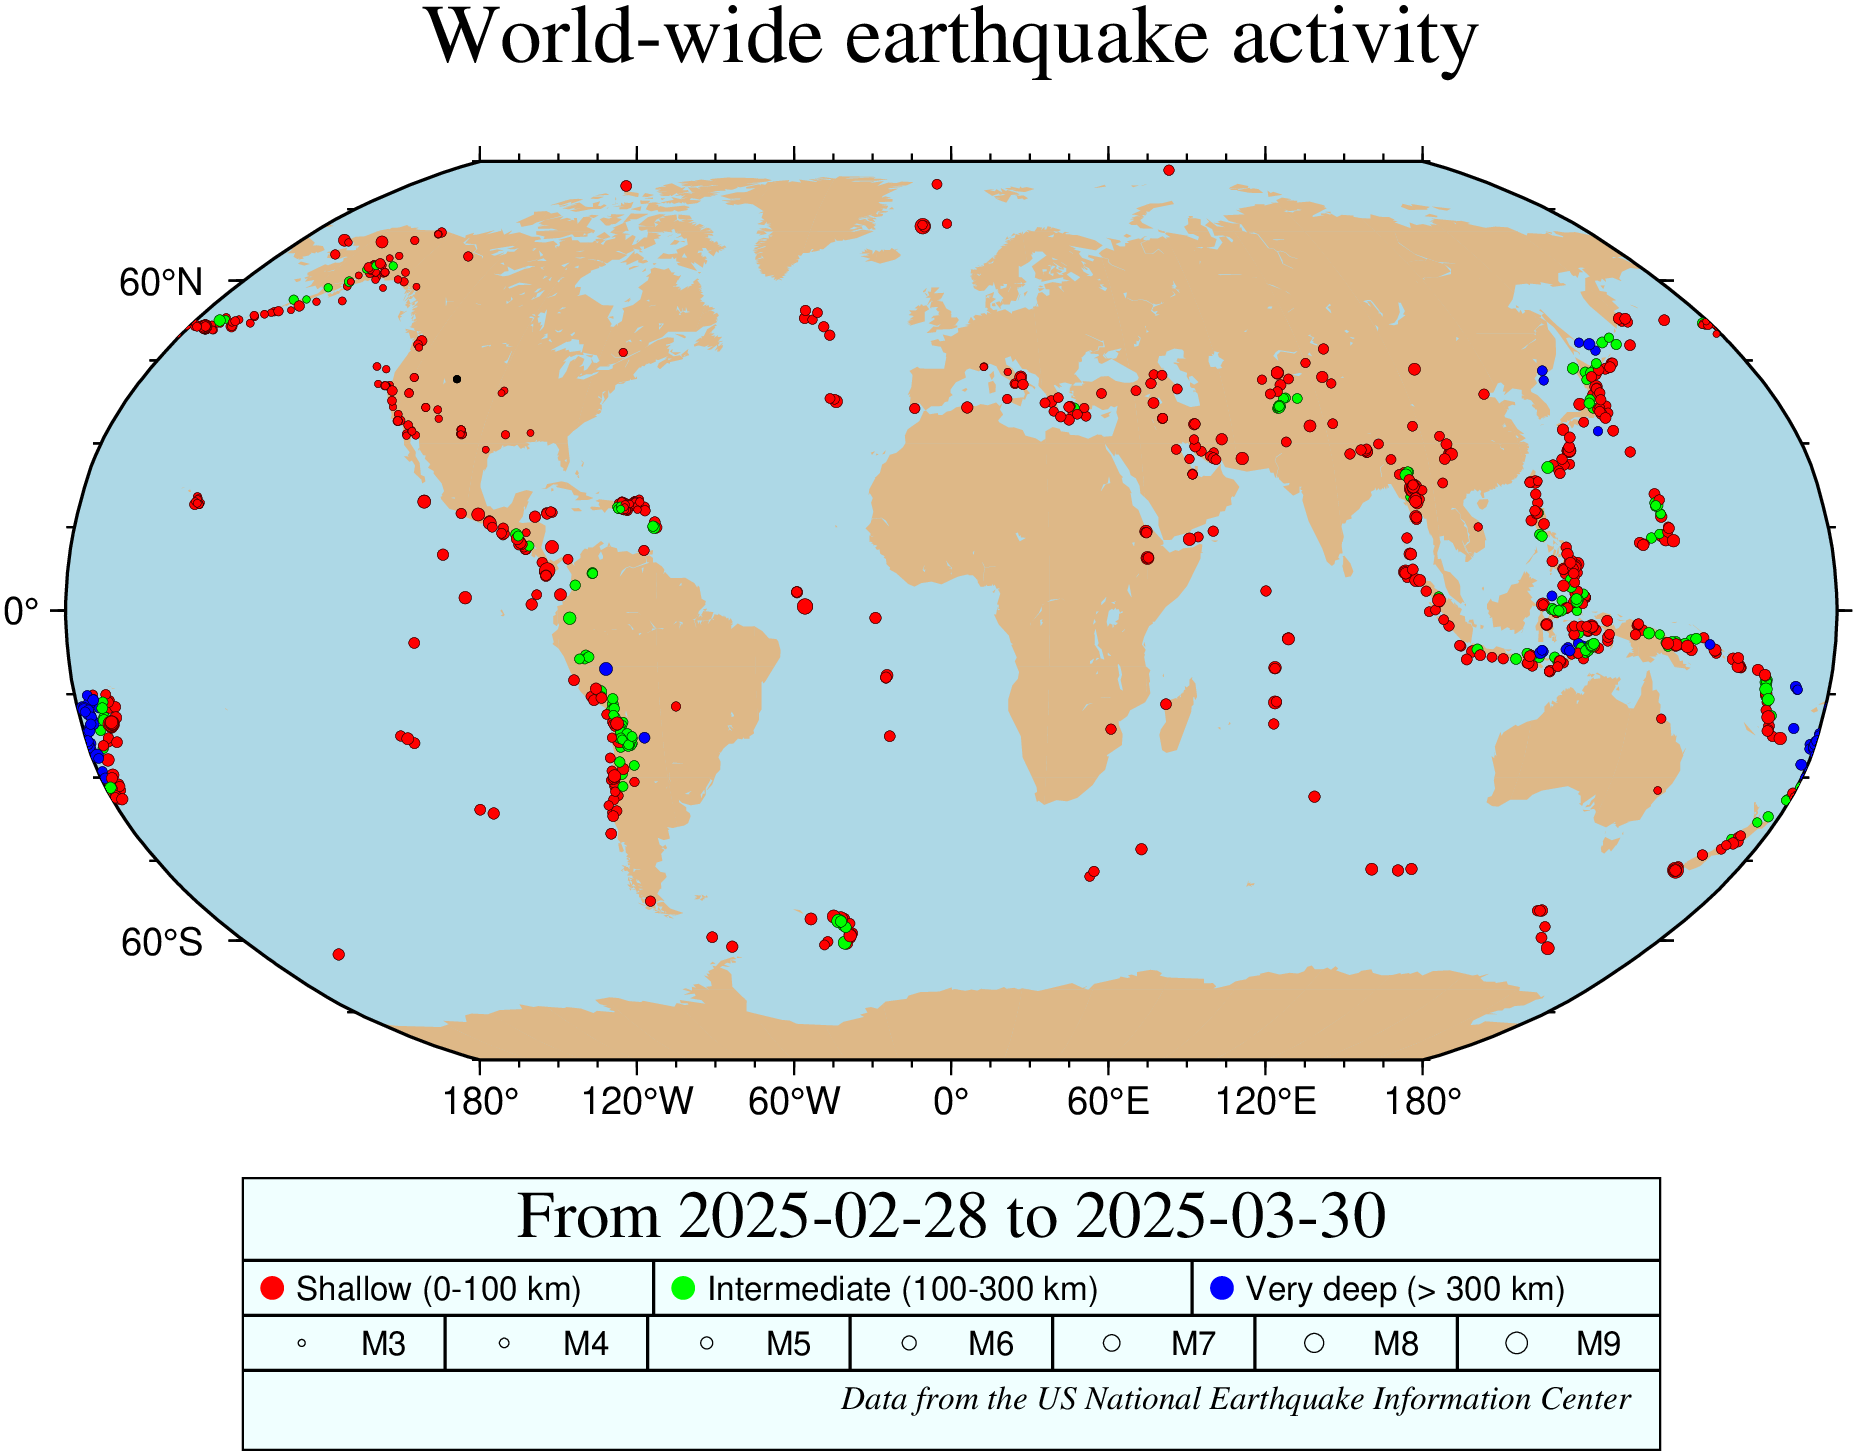 World-wide earthquake activity
60°N
0°
60°S
180° 120°W 60°W 0° 60°E 120°E 180°
From 2025-02-28 to 2025-03-30
Shallow (0-100 km) Intermediate (100-300 km) Very deep (> 300 km)
M3 M4 M5 M6 M7 M8 M9
Data from the US National Earthquake Information Center